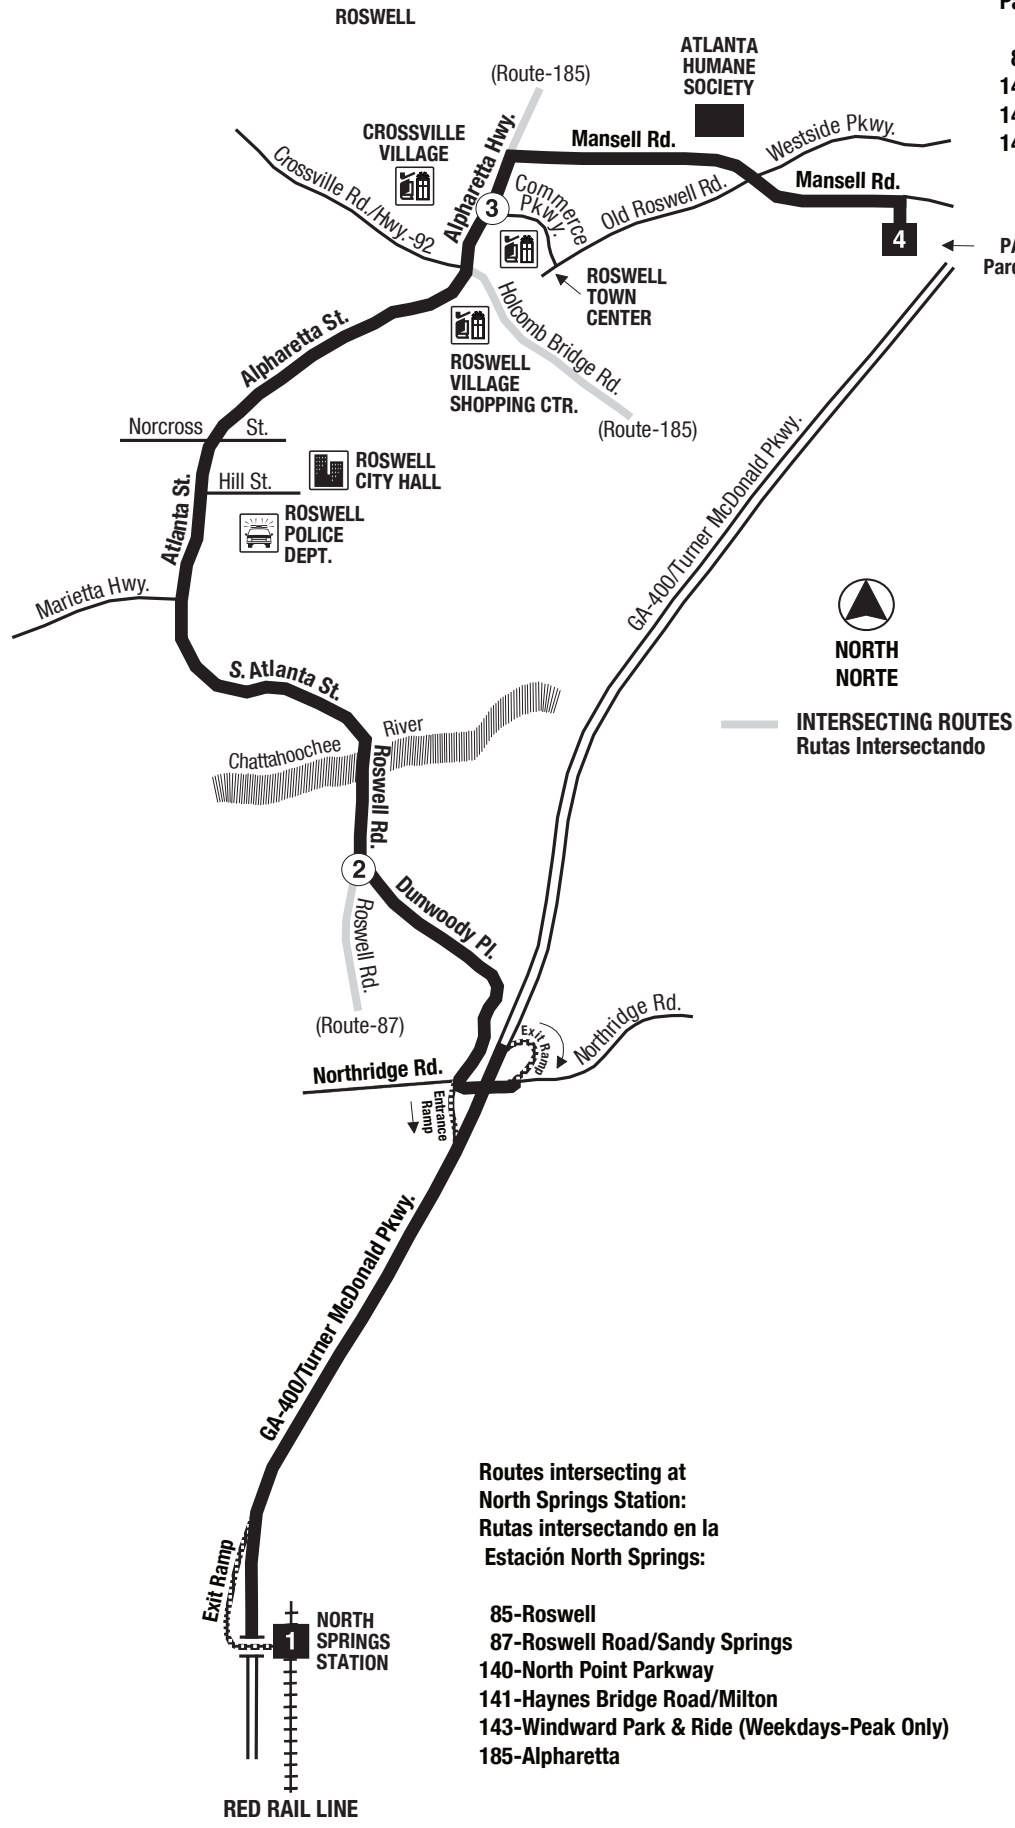 ROSWELL
(Route-185)
ATLANTA
HUMANE
SOCIETY
8
14
14
14
CROSSVILLE
VILLAGE
Alpharetta Hwy.
Mansell Rd.
Westside Pkwy.
Crossville Rd./Hwy.-92
3
Commerce
Pkwy.
Old Roswell Rd.
Mansell Rd.
4
ROSWELL
TOWN
CENTER
Holcomb Bridge Rd.
(Route-185)
ROSWELL
VILLAGE
SHOPPING CTR.
Alpharetta St.
Norcross St.
ROSWELL
CITY HALL
Hill St.
Atlanta St.
ROSWELL
POLICE
DEPT.
Marietta Hwy.
GA-400/Turner McDonald Pkwy.
NORTH
NORTE
S. Atlanta St.
INTERSECTING ROUTES
Rutas Intersectando
Chattahoochee River
Roswell Rd.
2
Dunwoody Pl.
Roswell Rd.
(Route-87)
Exit Ramp
Northridge Rd.
Northridge Rd.
Entrance
Ramp
GA-400/Turner McDonald Pkwy.
Exit Ramp
1
NORTH
SPRINGS
STATION
RED RAIL LINE
Routes intersecting at
North Springs Station:
Rutas intersectando en la
Estación North Springs:
85-Roswell
87-Roswell Road/Sandy Springs
140-North Point Parkway
141-Haynes Bridge Road/Milton
143-Windward Park & Ride (Weekdays-Peak Only)
185-Alpharetta